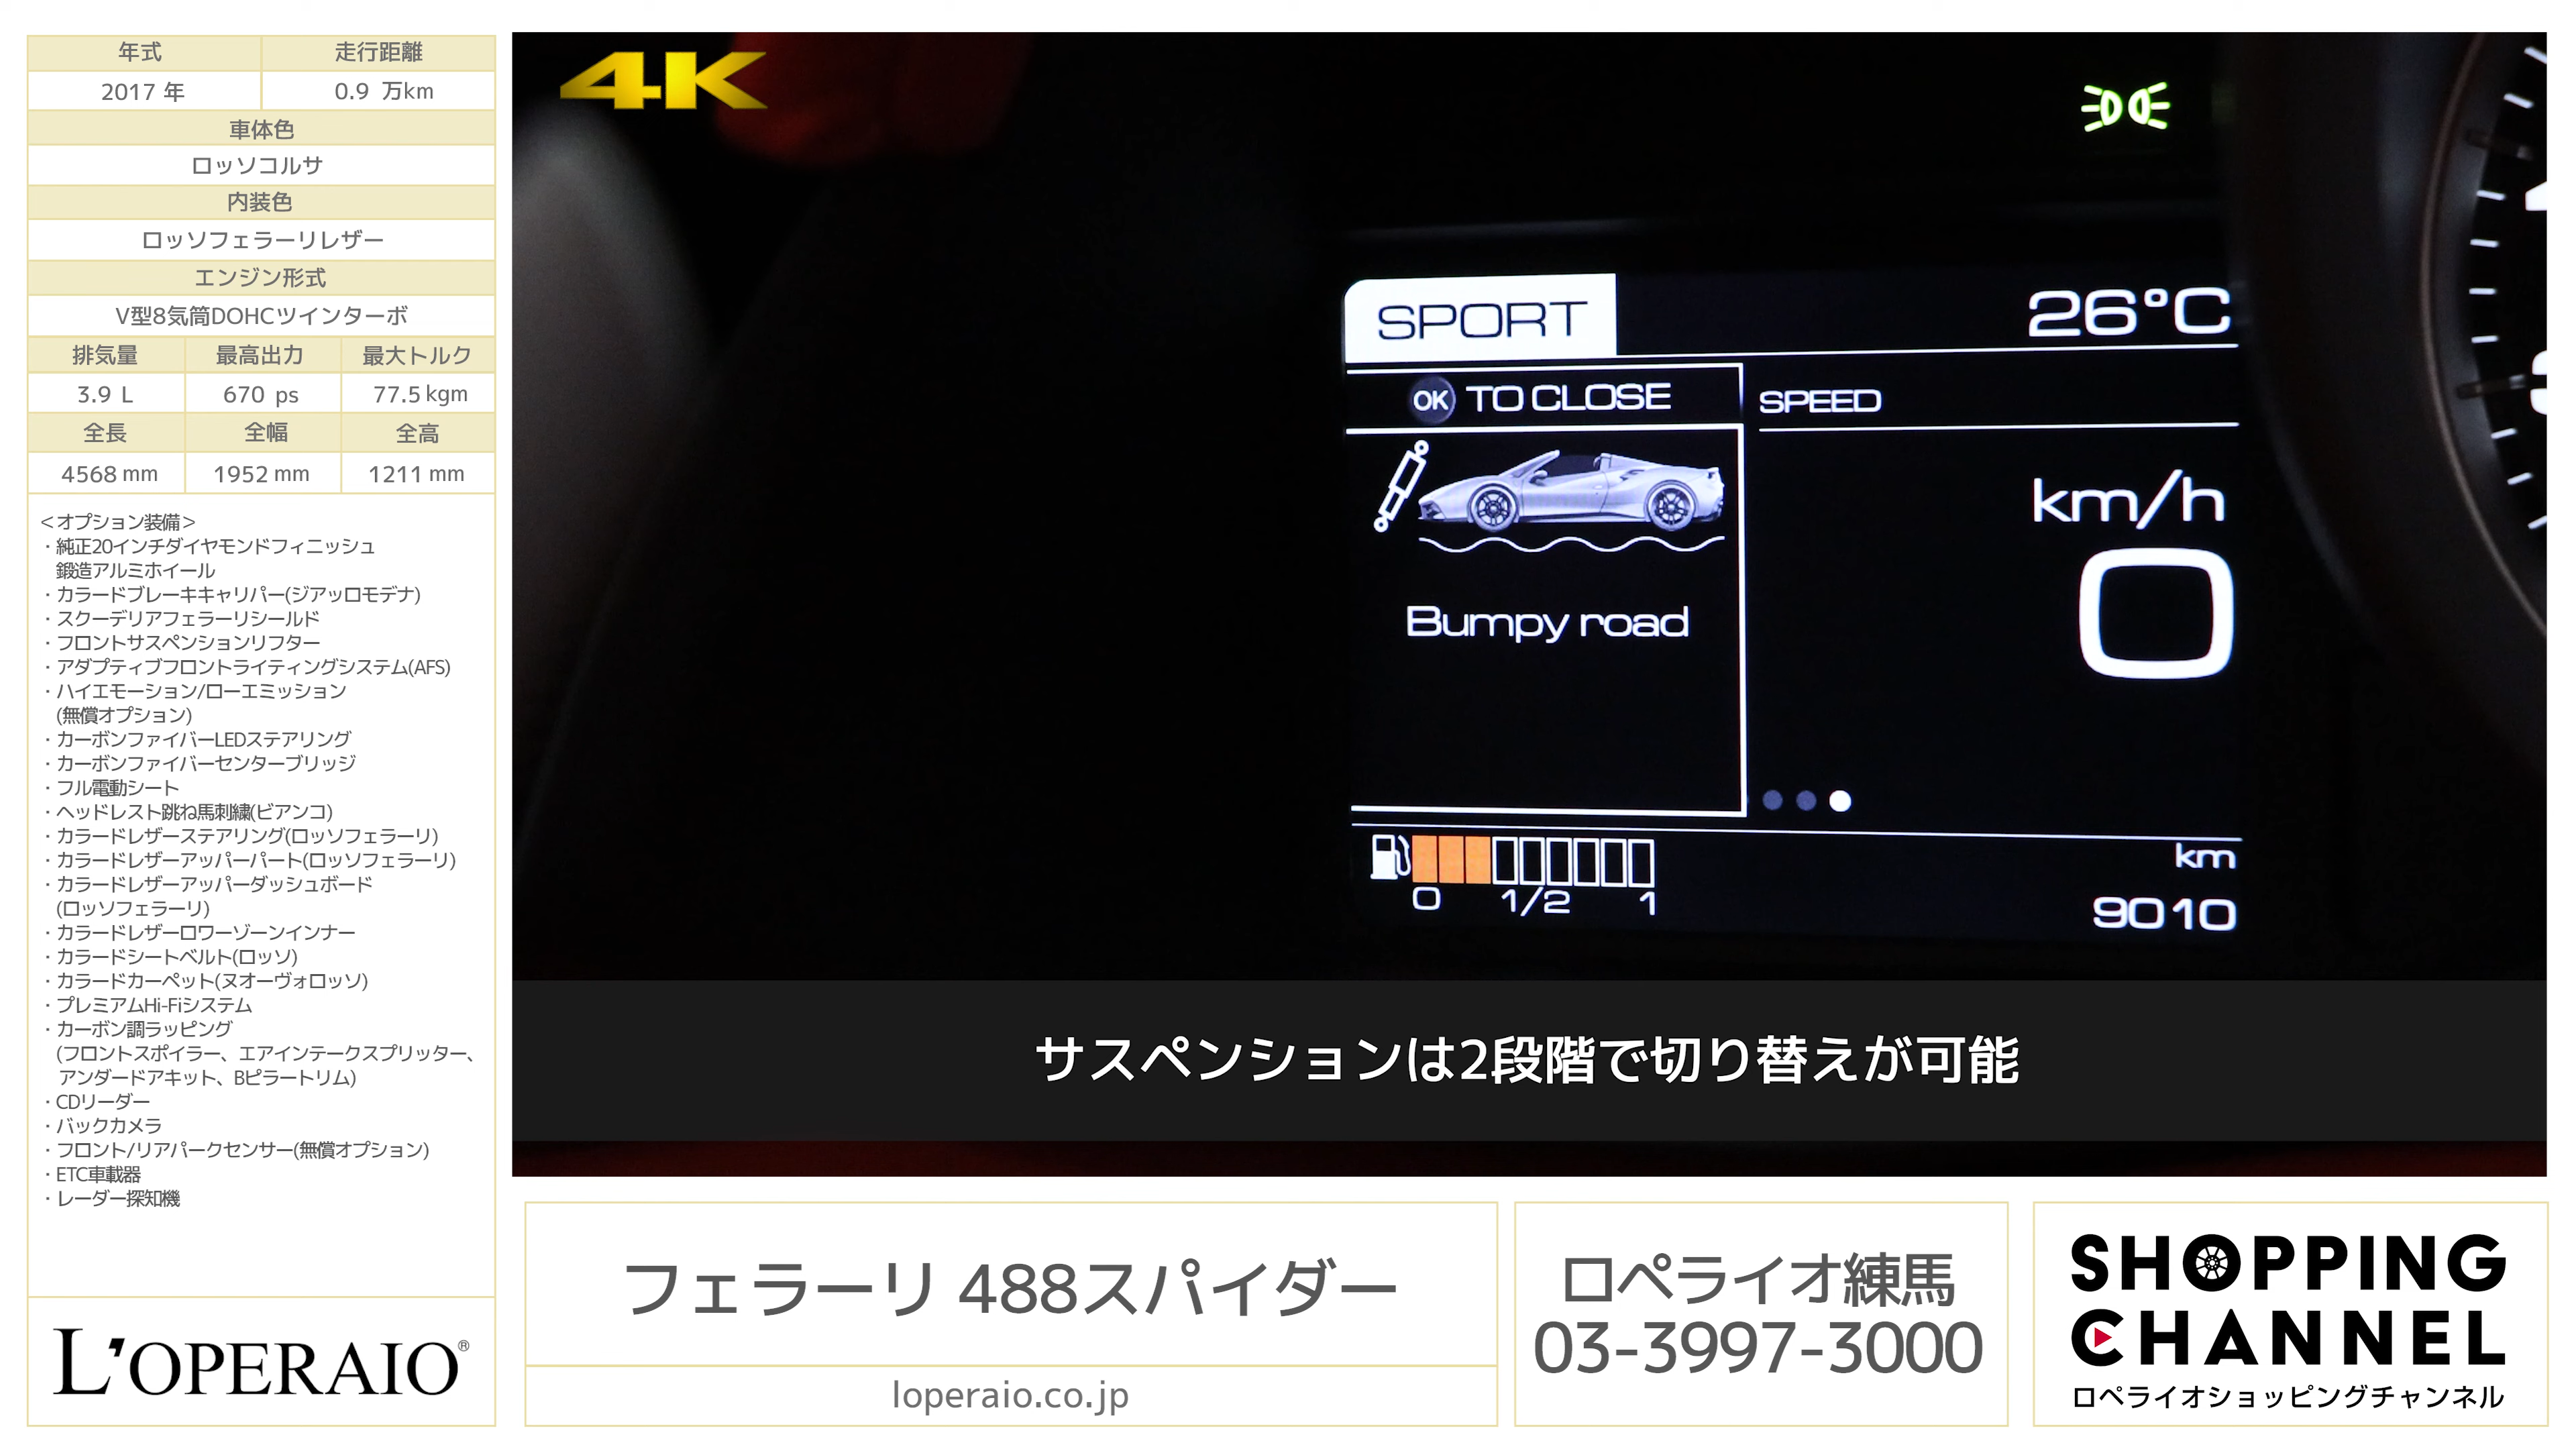 年式 走行距離
2017 年 0.9 万km
車体色
ロッソコルサ
内装色
ロッソフェラーリレザー
エンジン形式
V型8気筒DOHCツインターボ
排気量 最高出力 最大トルク
3.9 L 670 ps 77.5 kgm
全長 全幅 全高
4568 mm 1952 mm 1211 mm
<オプション装備>
・純正20インチダイヤモンドフィニッシュ
鍛造アルミホイール
・カラードブレーキキャリパー(ジアッロモデナ)
・スクーデリアフェラーリシールド
・フロントサスペンションリフター
・アダプティブフロントライティングシステム(AFS)
・ハイエモーション/ローエミッション
(無償オプション)
・カーボンファイバーLEDステアリング
・カーボンファイバーセンターブリッジ
・フル電動シート
・ヘッドレスト跳ね馬刺繍(ビアンコ)
・カラードレザーステアリング(ロッソフェラーリ)
・カラードレザーアッパーパート(ロッソフェラーリ)
・カラードレザーアッパーダッシュボード
(ロッソフェラーリ)
・カラードレザーロワーゾーンインナー
・カラードシートベルト(ロッソ)
・カラードカーペット(ヌオーヴォロッソ)
・プレミアムHi-Fiシステム
・カーボン調ラッピング
(フロントスポイラー、エアインテークスプリッター、
アンダードアキット、Bピラートリム)
・CDリーダー
・バックカメラ
・フロント/リアパークセンサー(無償オプション)
・ETC車載器
・レーダー探知機
L'OPERAIO®
4K
SPORT 26°C
OK TO CLOSE SPEED
km/h
0
Bumpy road
0 1/2 1
km
9010
サスペンションは2段階で切り替えが可能
フェラーリ 488スパイダー
loperaio.co.jp
ロペライオ練馬
03-3997-3000
SHOPPING
CHANNEL
ロペライオショッピングチャンネル